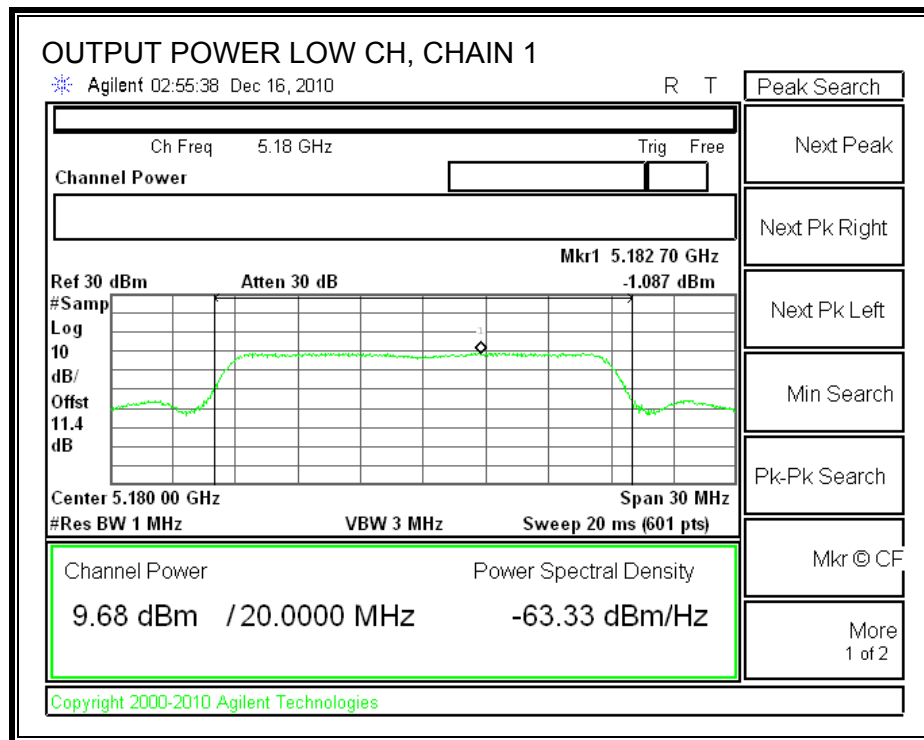 OUTPUT POWER LOW CH, CHAIN 1
Agilent 02:55:38 Dec 16, 2010 R T
Peak Search
Ch Freq 5.18 GHz Trig Free
Channel Power
Next Peak
Next Pk Right
Mkr1 5.182 70 GHz
Ref 30 dBm Atten 30 dB -1.087 dBm
#Samp
Log
10
dB/
Offst
11.4
dB
1
Next Pk Left
Min Search
Pk-Pk Search
Center 5.180 00 GHz Span 30 MHz
#Res BW 1 MHz VBW 3 MHz Sweep 20 ms (601 pts)
Channel Power Power Spectral Density
9.68 dBm / 20.0000 MHz -63.33 dBm/Hz
Mkr © CF
More
1 of 2
Copyright 2000-2010 Agilent Technologies